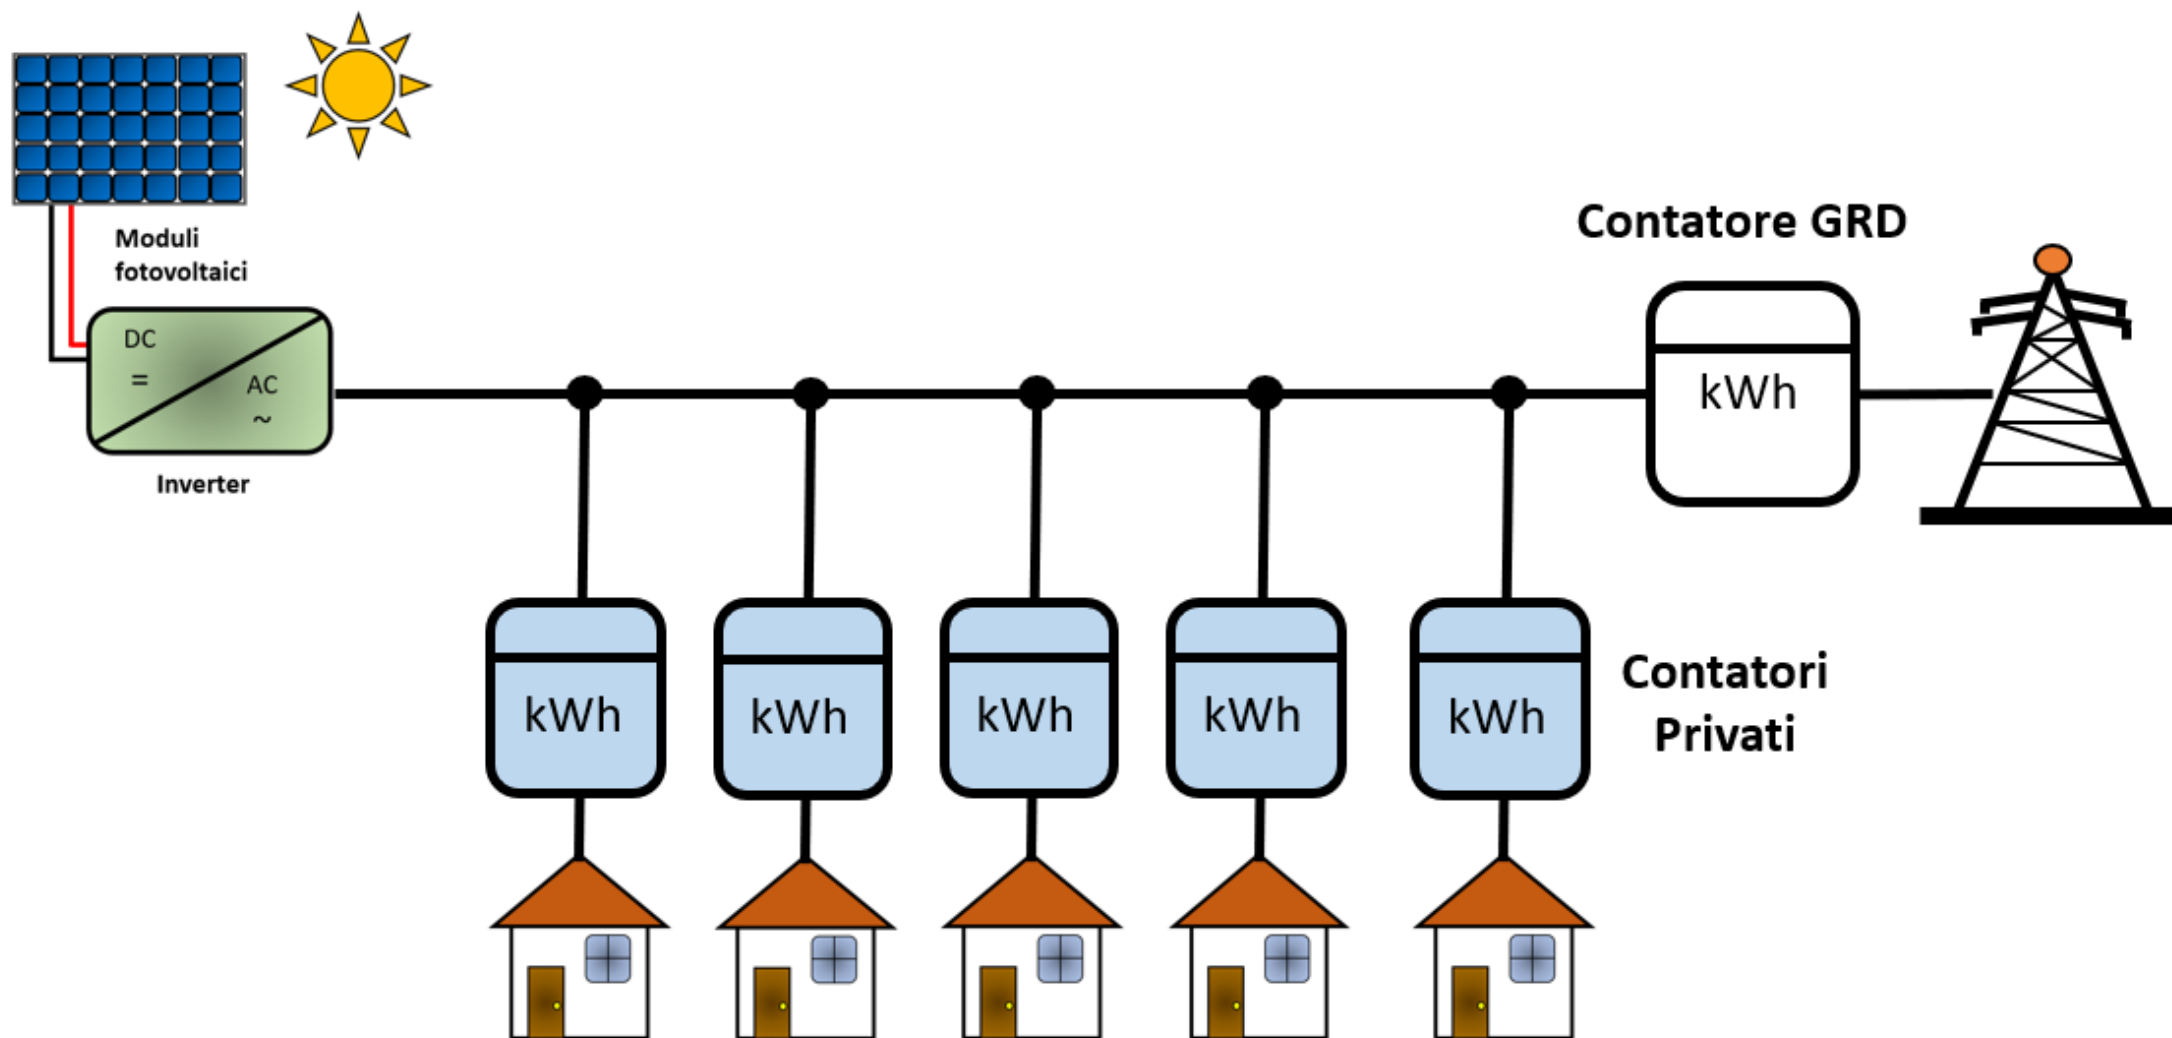 Moduli
fotovoltaici
DC
=
AC
~
Inverter
Contatore GRD
kWh
kWh
kWh
kWh
kWh
kWh
Contatori
Privati